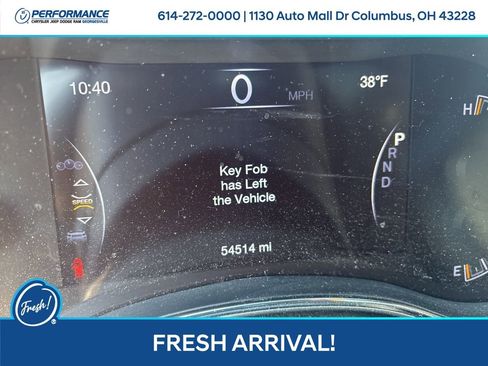 PERFORMANCE
CHRYSLER JEEP DODGE RAM GEORGESVILLE
614-272-0000 | 1130 Auto Mall Dr Columbus, OH 43228
10:40
0 MPH
38°F
H
P
R
N
D
Key Fob
has Left
the Vehicle
SPEED
54514 mi
E
Fresh!
FRESH ARRIVAL!